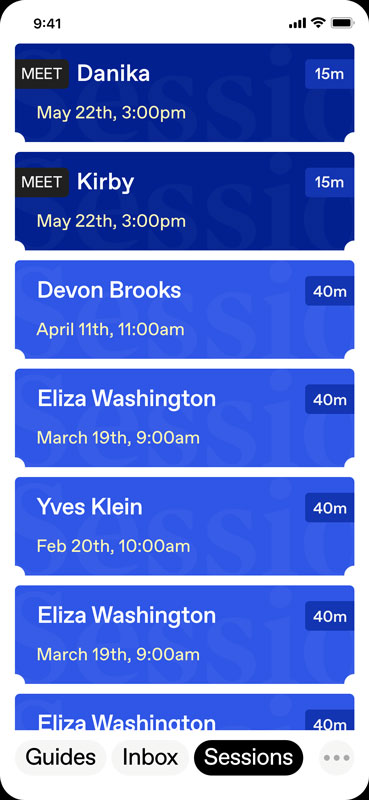 9:41
MEET Danika 15m
May 22th, 3:00pm
MEET Kirby 15m
May 22th, 3:00pm
Devon Brooks 40m
April 11th, 11:00am
Eliza Washington 40m
March 19th, 9:00am
Yves Klein 40m
Feb 20th, 10:00am
Eliza Washington 40m
March 19th, 9:00am
Eliza Washington 40m
Guides Inbox Sessions